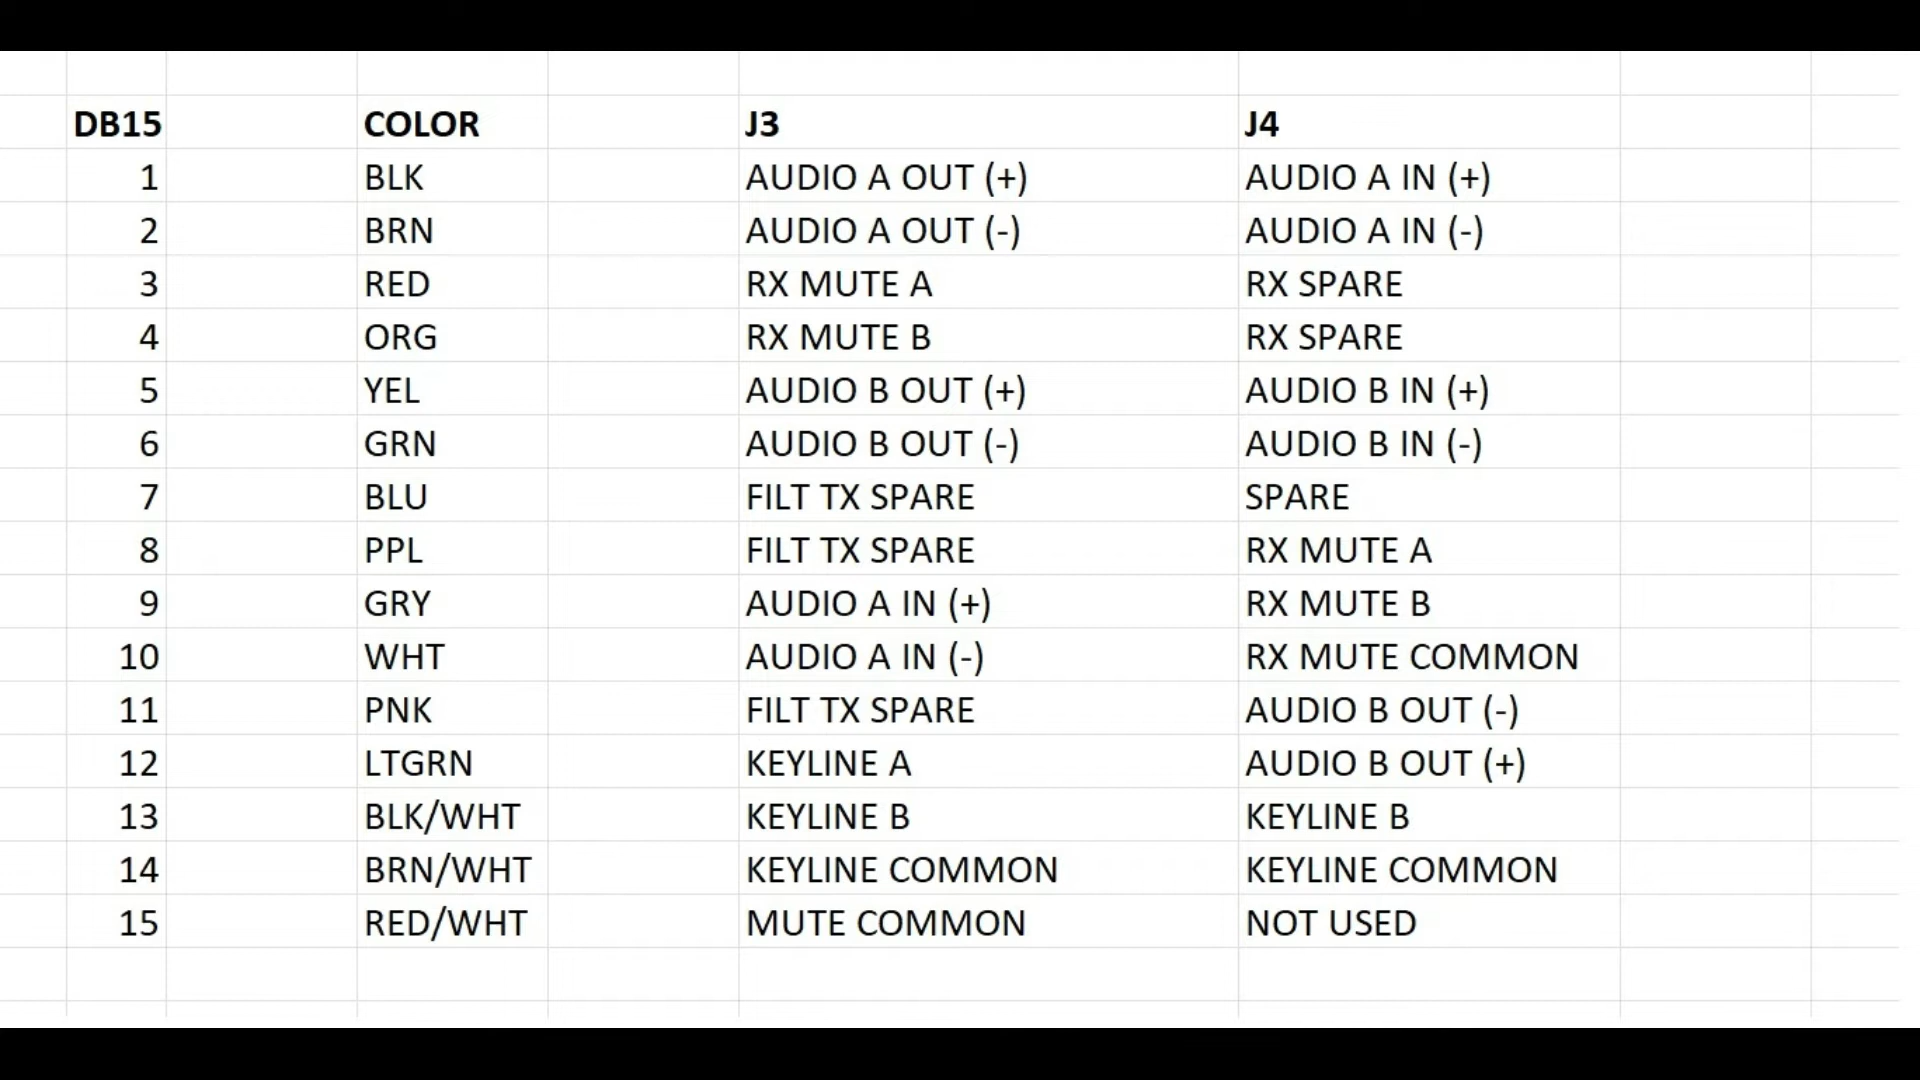 DB15 COLOR J3 J4
1 BLK AUDIO A OUT (+) AUDIO A IN (+)
2 BRN AUDIO A OUT (-) AUDIO A IN (-)
3 RED RX MUTE A RX SPARE
4 ORG RX MUTE B RX SPARE
5 YEL AUDIO B OUT (+) AUDIO B IN (+)
6 GRN AUDIO B OUT (-) AUDIO B IN (-)
7 BLU FILT TX SPARE SPARE
8 PPL FILT TX SPARE RX MUTE A
9 GRY AUDIO A IN (+) RX MUTE B
10 WHT AUDIO A IN (-) RX MUTE COMMON
11 PNK FILT TX SPARE AUDIO B OUT (-)
12 LTGRN KEYLINE A AUDIO B OUT (+)
13 BLK/WHT KEYLINE B KEYLINE B
14 BRN/WHT KEYLINE COMMON KEYLINE COMMON
15 RED/WHT MUTE COMMON NOT USED